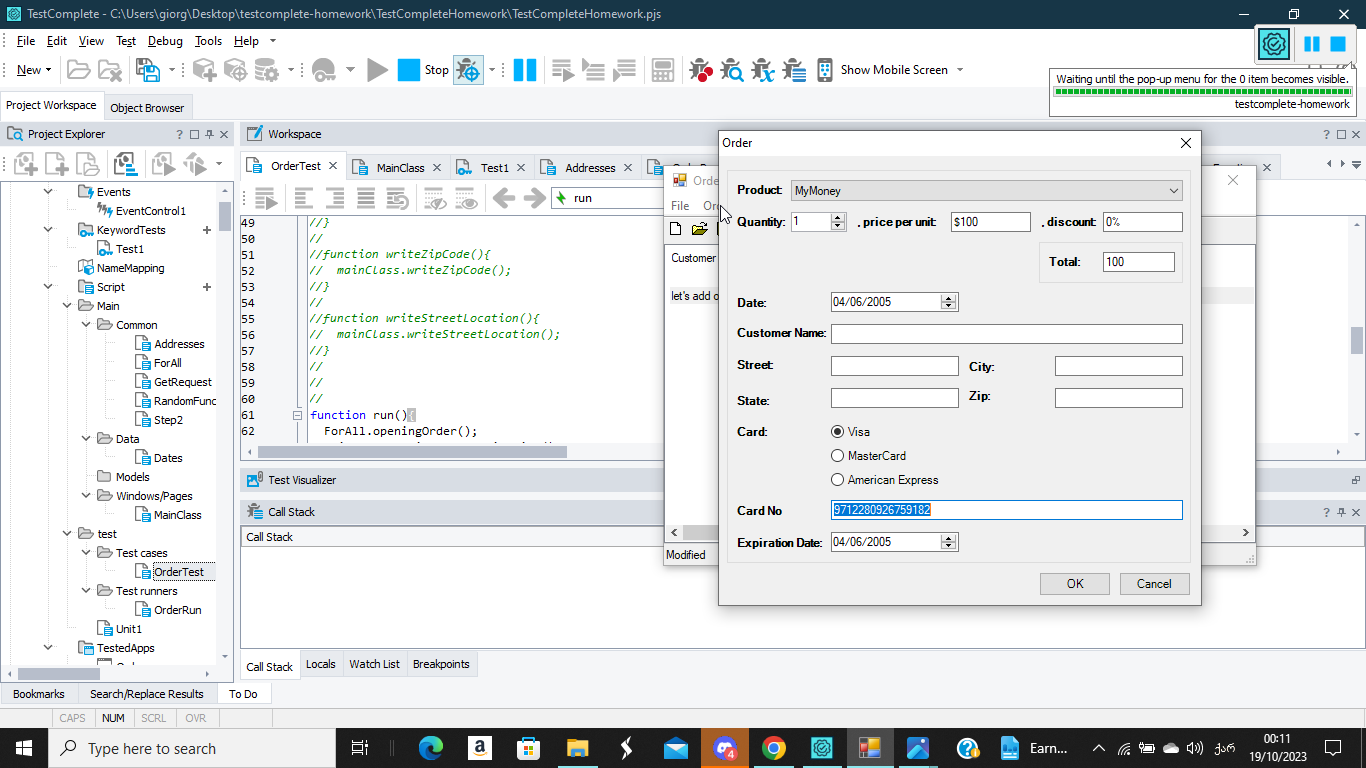 TestComplete - C:\Users\giorg\Desktop\testcomplete-homework\TestCompleteHomework\TestCompleteHomework.pjs
File Edit View Test Debug Tools Help
New Stop Show Mobile Screen
Waiting until the pop-up menu for the 0 item becomes visible.
testcomplete-homework
Project Workspace Object Browser
Project Explorer
Events
EventControl1
KeywordTests
Test1
NameMapping
Script
Main
Common
Addresses
ForAll
GetRequest
RandomFunc
Step2
Data
Dates
Models
Windows/Pages
MainClass
test
Test cases
OrderTest
Test runners
OrderRun
Unit1
TestedApps
Bookmarks Search/Replace Results To Do
Workspace
OrderTest MainClass Test1 Addresses
run
49 //}
50 //
51 //function writeZipCode(){
52 //  mainClass.writeZipCode();
53 //}
54 //
55 //function writeStreetLocation(){
56 //  mainClass.writeStreetLocation();
57 //}
58 //
59 //
60 //
61 function run(){
62   ForAll.openingOrder();
Test Visualizer
Call Stack
Call Stack
Call Stack Locals Watch List Breakpoints
File
Customer
let's add o
Modified
Order
Product: MyMoney
Quantity: 1 , price per unit: $100 , discount: 0%
Total: 100
Date: 04/06/2005
Customer Name:
Street: City:
State: Zip:
Card: Visa
MasterCard
American Express
Card No 9712280926759182
Expiration Date: 04/06/2005
OK Cancel
CAPS NUM SCRL OVR
Type here to search
4
Earn...
ქარ
00:11
19/10/2023